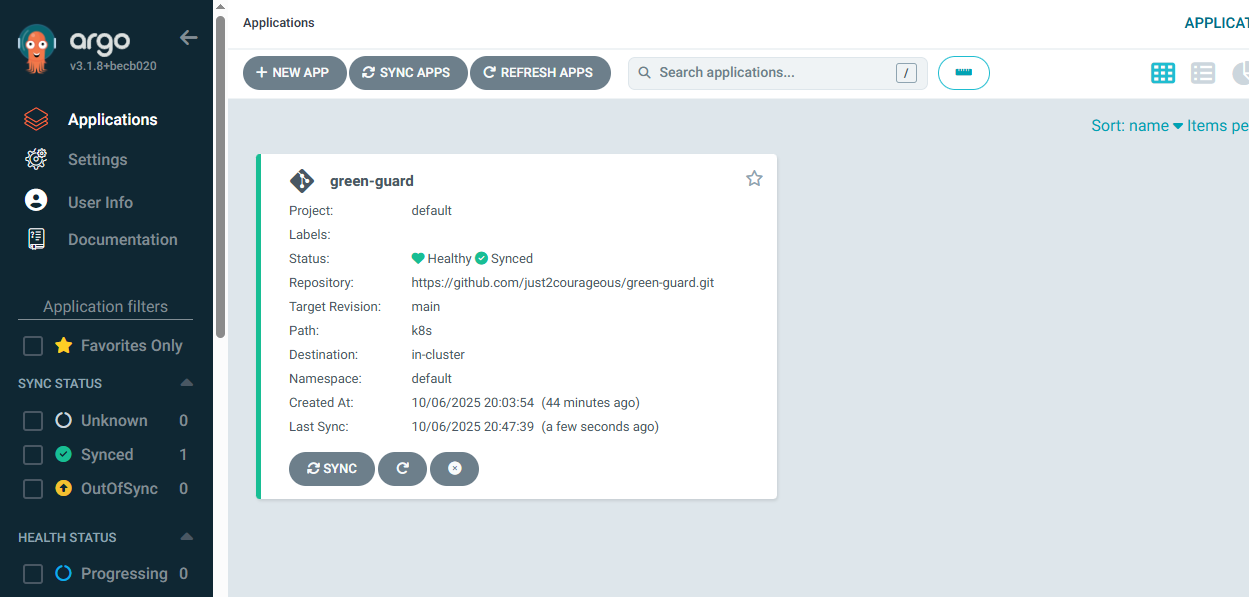 argo
v3.1.8+becb020
Applications
Settings
User Info
Documentation
Application filters
Favorites Only
SYNC STATUS
Unknown 0
Synced 1
OutOfSync 0
HEALTH STATUS
Progressing 0
Applications
APPLICAT
+ NEW APP SYNC APPS REFRESH APPS Search applications... /
Sort: name Items pe
green-guard
Project: default
Labels:
Status: Healthy Synced
Repository: https://github.com/just2courageous/green-guard.git
Target Revision: main
Path: k8s
Destination: in-cluster
Namespace: default
Created At: 10/06/2025 20:03:54 (44 minutes ago)
Last Sync: 10/06/2025 20:47:39 (a few seconds ago)
SYNC